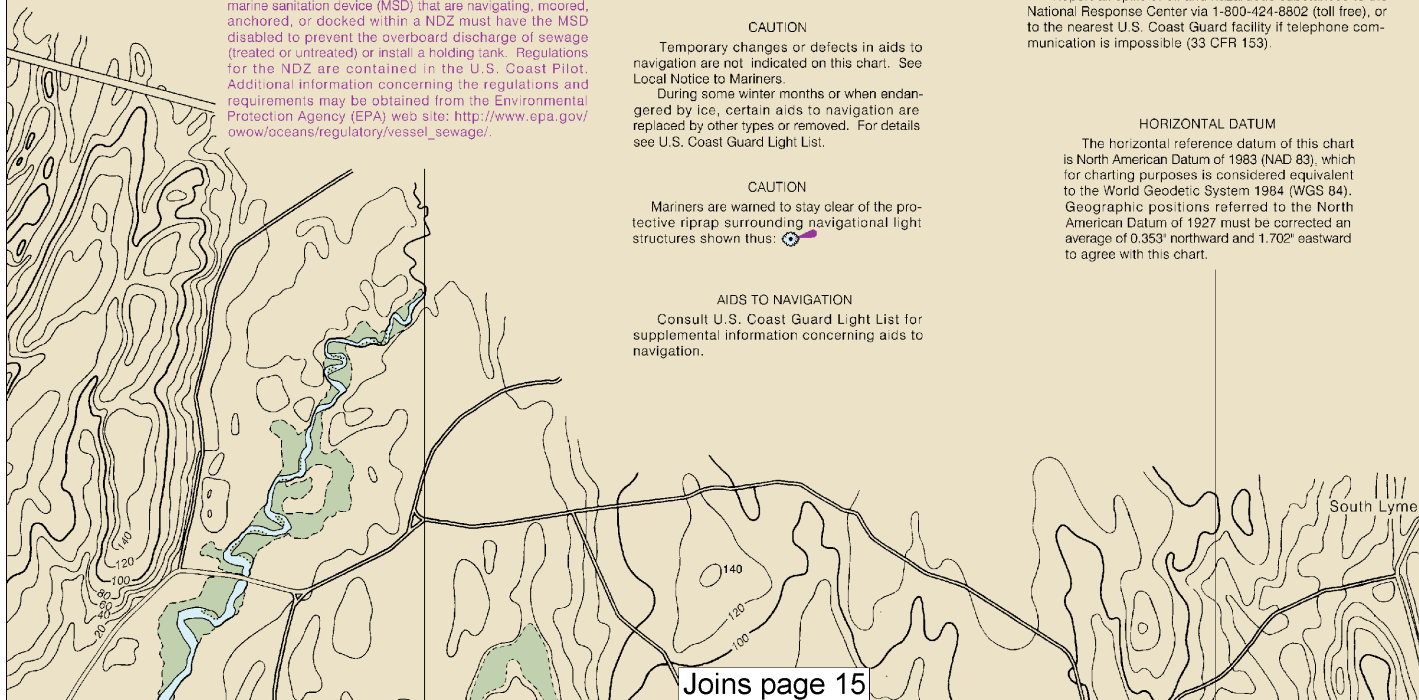 marine sanitation device (MSD) that are navigating, moored,
anchored, or docked within a NDZ must have the MSD
disabled to prevent the overboard discharge of sewage
(treated or untreated) or install a holding tank. Regulations
for the NDZ are contained in the U.S. Coast Pilot.
Additional information concerning the regulations and
requirements may be obtained from the Environmental
Protection Agency (EPA) web site: http://www.epa.gov/
owow/oceans/regulatory/vessel_sewage/.
CAUTION
Temporary changes or defects in aids to
navigation are not indicated on this chart. See
Local Notice to Mariners.
During some winter months or when endan-
gered by ice, certain aids to navigation are
replaced by other types or removed. For details
see U.S. Coast Guard Light List.
CAUTION
Mariners are warned to stay clear of the pro-
tective riprap surrounding navigational light
structures shown thus:
AIDS TO NAVIGATION
Consult U.S. Coast Guard Light List for
supplemental information concerning aids to
navigation.
National Response Center via 1-800-424-8802 (toll free), or
to the nearest U.S. Coast Guard facility if telephone com-
munication is impossible (33 CFR 153).
HORIZONTAL DATUM
The horizontal reference datum of this chart
is North American Datum of 1983 (NAD 83), which
for charting purposes is considered equivalent
to the World Geodetic System 1984 (WGS 84).
Geographic positions referred to the North
American Datum of 1927 must be corrected an
average of 0.353" northward and 1.702" eastward
to agree with this chart.
South Lyme
140
120
100
80
60
40
20
140
120
100
Joins page 15